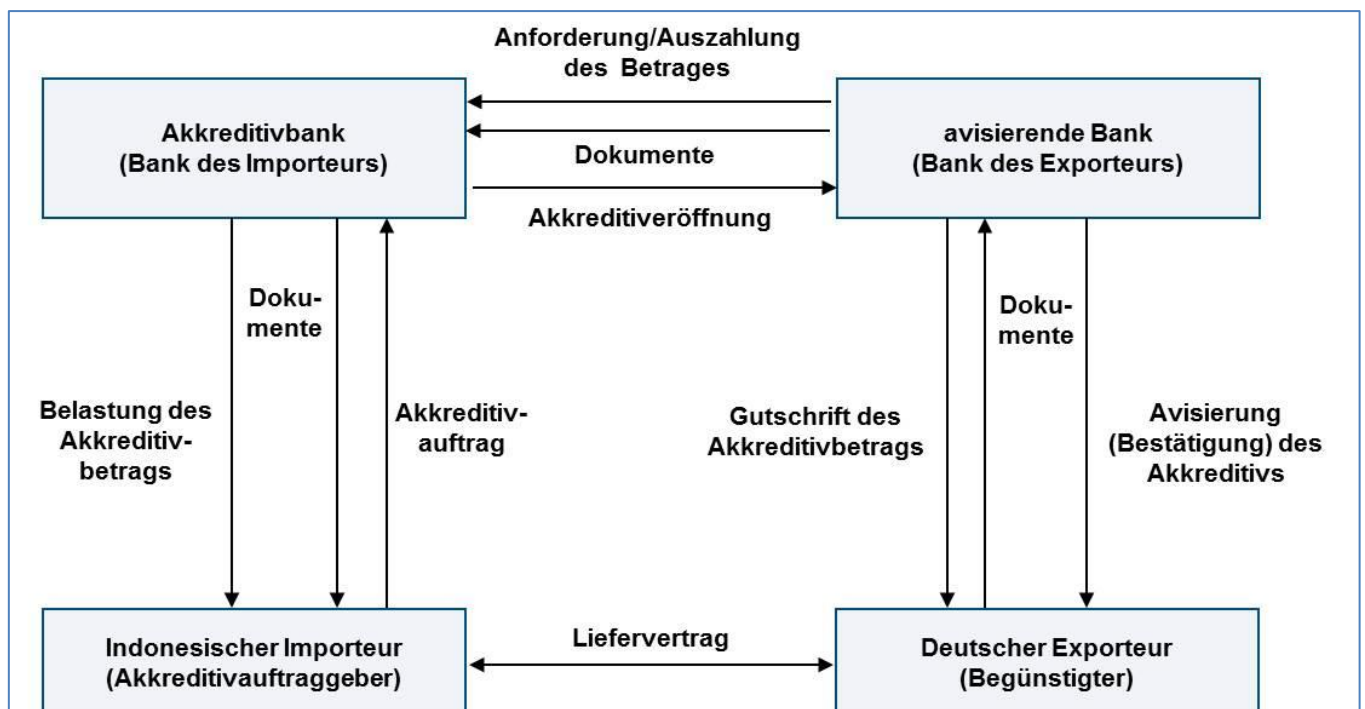 Anforderung/Auszahlung
des Betrages
Akkreditivbank
(Bank des Importeurs)
avisierende Bank
(Bank des Exporteurs)
Dokumente
Akkreditiveröffnung
Doku-
mente
Doku-
mente
Belastung des
Akkreditiv-
betrags
Akkreditiv-
auftrag
Gutschrift des
Akkreditivbetrags
Avisierung
(Bestätigung) des
Akkreditivs
Indonesischer Importeur
(Akkreditivauftraggeber)
Liefervertrag
Deutscher Exporteur
(Begünstigter)